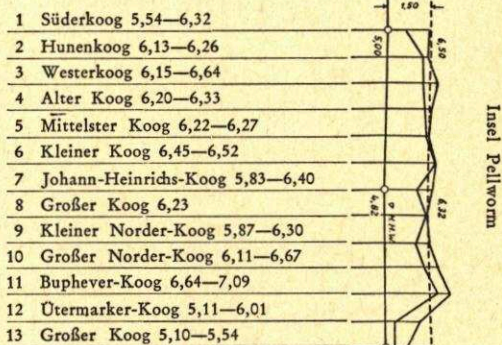 1,50
1 Süderkoog 5,54—6,32
2 Hunenkoog 6,13—6,26
3 Westerkoog 6,15—6,64
4 Alter Koog 6,20—6,33
5 Mittelster Koog 6,22—6,27
6 Kleiner Koog 6,45—6,52
7 Johann-Heinrichs-Koog 5,83—6,40
8 Großer Koog 6,23
9 Kleiner Norder-Koog 5,87—6,30
10 Großer Norder-Koog 6,11—6,67
11 Buphever-Koog 6,64—7,09
12 Ütermarker-Koog 5,11—6,01
13 Großer Koog 5,10—5,54
5,00
6,50
4,82
M H W
6,32
Insel Pellworm